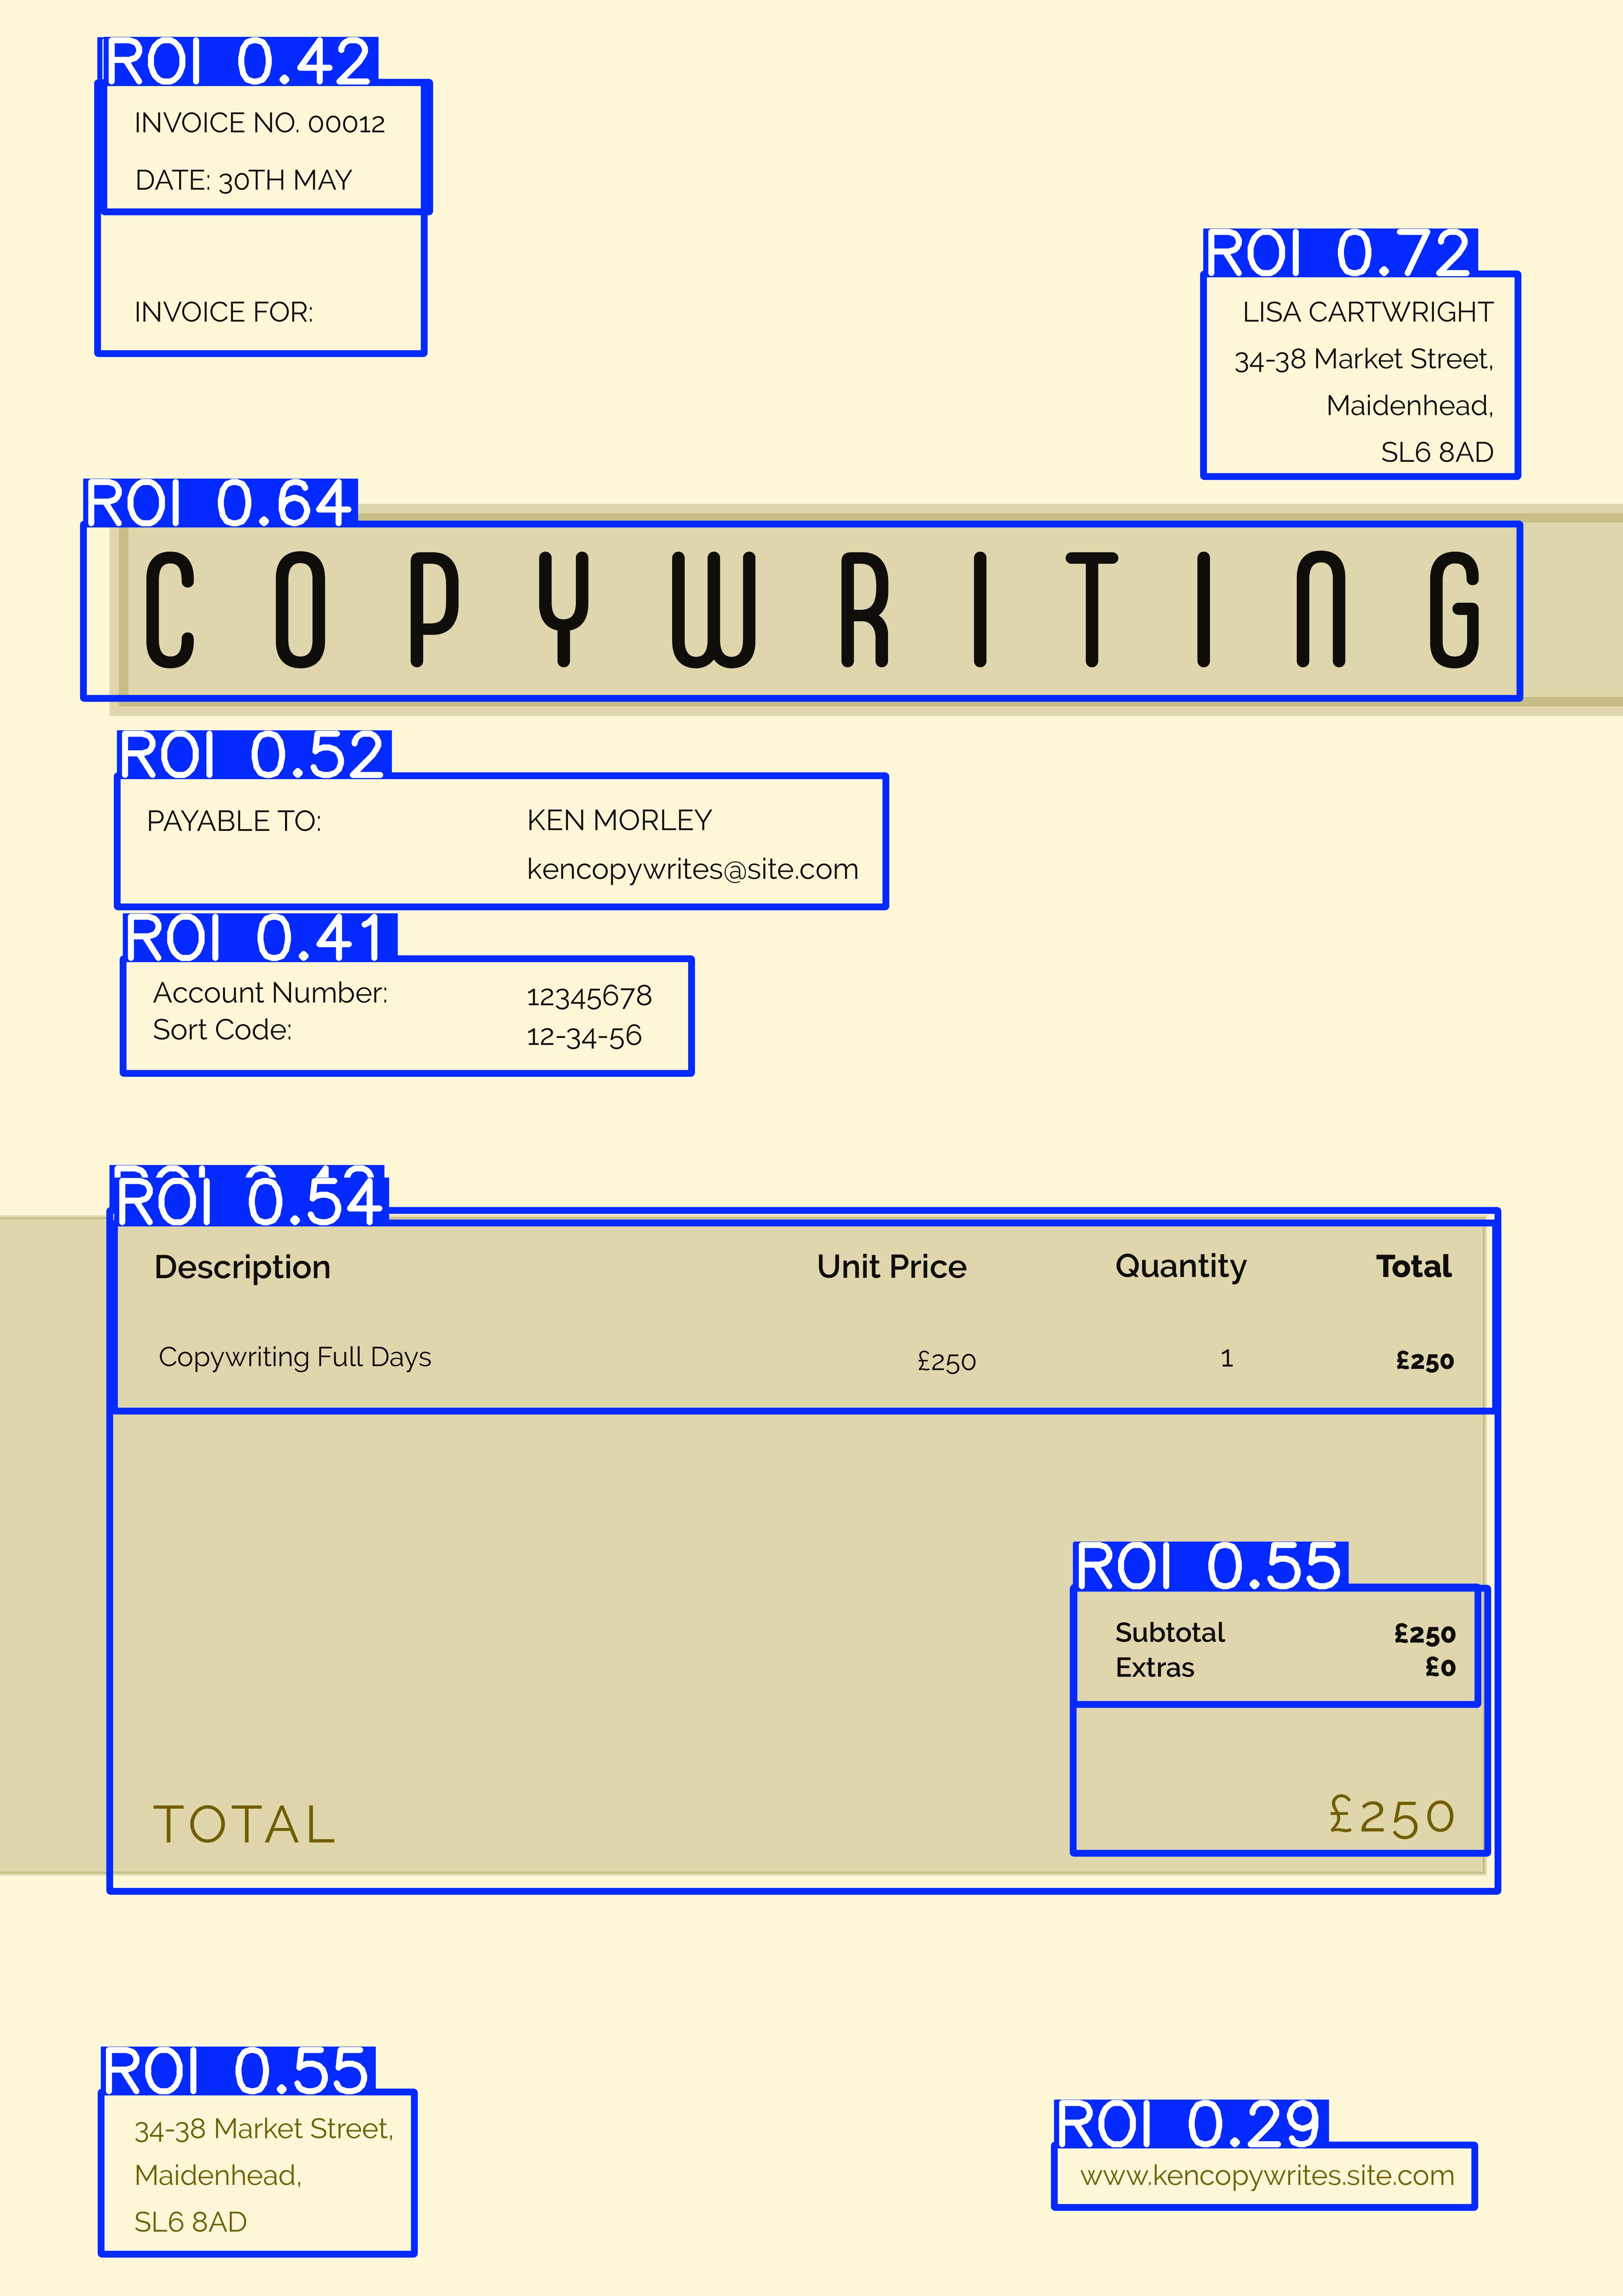 ROI 0.42
INVOICE NO. 00012
DATE: 30TH MAY
ROI 0.72
INVOICE FOR:
LISA CARTWRIGHT
34-38 Market Street,
Maidenhead,
SL6 8AD
ROI 0.64
COPYWRITING
ROI 0.52
PAYABLE TO: KEN MORLEY
kencopywrites@site.com
ROI 0.41
Account Number: 12345678
Sort Code: 12-34-56
ROI 0.54
Description Unit Price Quantity Total
Copywriting Full Days £250 1 £250
ROI 0.55
Subtotal £250
Extras £0
TOTAL £250
ROI 0.55
34-38 Market Street,
Maidenhead,
SL6 8AD
ROI 0.29
www.kencopywrites.site.com